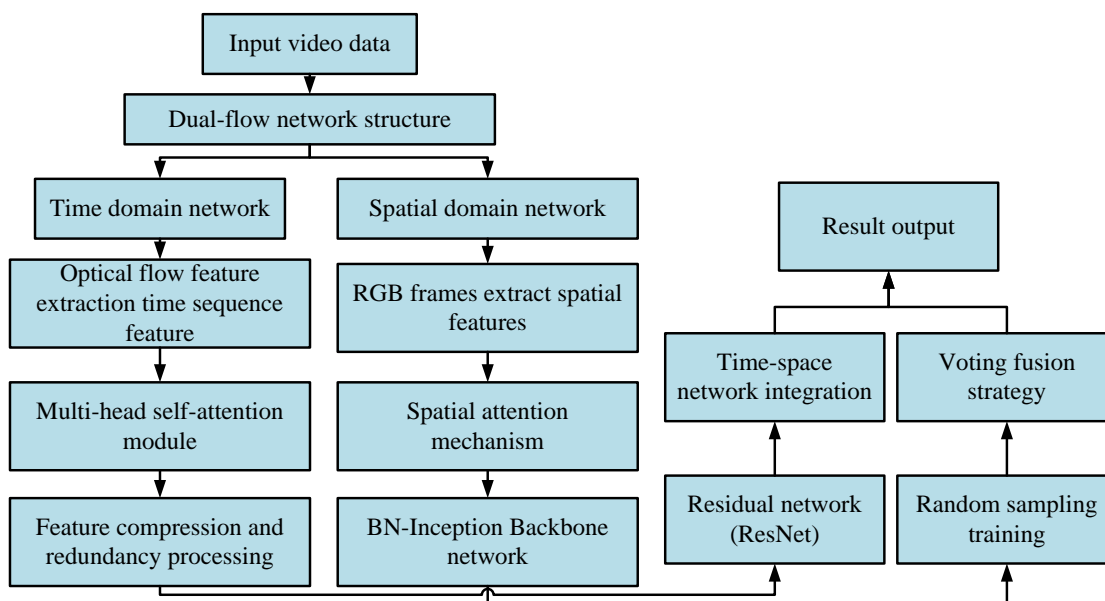 Input video data
Dual-flow network structure
Time domain network
Spatial domain network
Optical flow feature
extraction time sequence
feature
RGB frames extract spatial
features
Multi-head self-attention
module
Spatial attention
mechanism
Feature compression and
redundancy processing
BN-Inception Backbone
network
Result output
Time-space
network integration
Voting fusion
strategy
Residual network
(ResNet)
Random sampling
training